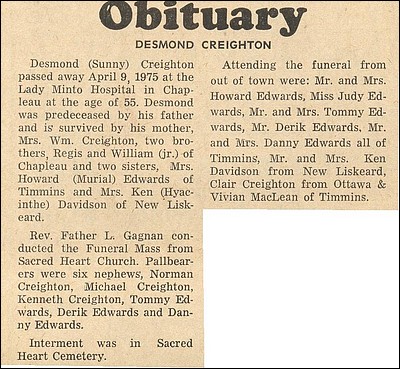 Obituary
DESMOND CREIGHTON
Desmond (Sunny) Creighton
passed away April 9, 1975 at the
Lady Minto Hospital in Chap-
leau at the age of 55. Desmond
was predeceased by his father
and is survived by his mother,
Mrs. Wm. Creighton, two bro-
thers, Regis and William (jr.) of
Chapleau and two sisters, Mrs.
Howard (Murial) Edwards of
Timmins and Mrs. Ken (Hyac-
inthe) Davidson of New Lisk-
eard.
Rev. Father L. Gagnan con-
ducted the Funeral Mass from
Sacred Heart Church. Pallbear-
ers were six nephews, Norman
Creighton, Michael Creighton,
Kenneth Creighton, Tommy Ed-
wards, Derik Edwards and Dan-
ny Edwards.
Interment was in Sacred
Heart Cemetery.
Attending the funeral from
out of town were: Mr. and Mrs.
Howard Edwards, Miss Judy Ed-
wards, Mr. and Mrs. Tommy Ed-
wards, Mr. Derik Edwards, Mr.
and Mrs. Danny Edwards all of
Timmins, Mr. and Mrs. Ken
Davidson from New Liskeard,
Clair Creighton from Ottawa &
Vivian MacLean of Timmins.